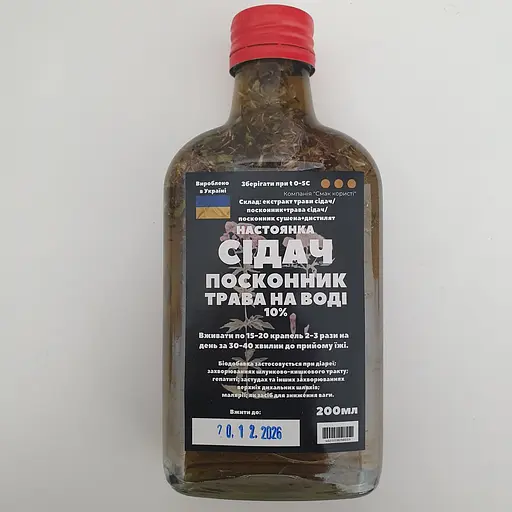 Вироблено
в Україні
Зберігати при t 0-5C
Компанія "Смак користі"
Склад: екстракт трави сідач/
посконник+трава сідач/
посконник сушена+дистилят
НАСТОЯНКА
СІДАЧ
ПОСКОННИК
ТРАВА НА ВОДІ
10%
Вживати по 15-20 крапель 2-3 рази на
день за 30-40 хвилин до прийому їжі.
Біодобавка застосовується при діареї;
захворюваннях шлунково-кишкового тракту;
гепатиті; застудах та інших захворюваннях
верхніх дихальних шляхів;
малярії; як засіб для зниження ваги.
Вжити до:
200мл
20.12.2026